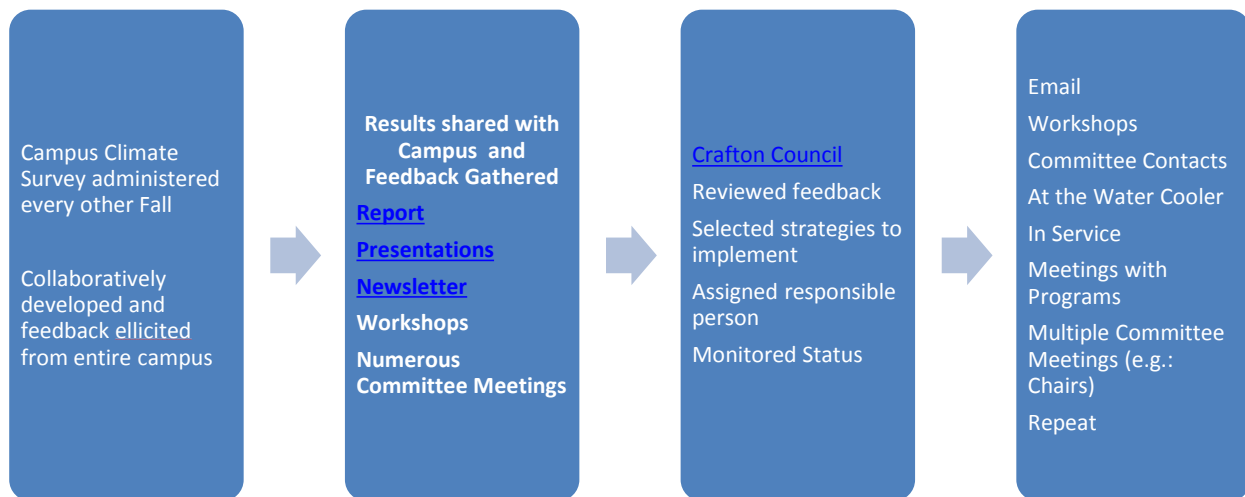 Campus Climate
Survey administered
every other Fall
Collaboratively
developed and
feedback ellicited
from entire campus
Results shared with
Campus and
Feedback Gathered
Report
Presentations
Newsletter
Workshops
Numerous
Committee Meetings
Crafton Council
Reviewed feedback
Selected strategies to
implement
Assigned responsible
person
Monitored Status
Email
Workshops
Committee Contacts
At the Water Cooler
In Service
Meetings with
Programs
Multiple Committee
Meetings (e.g.:
Chairs)
Repeat